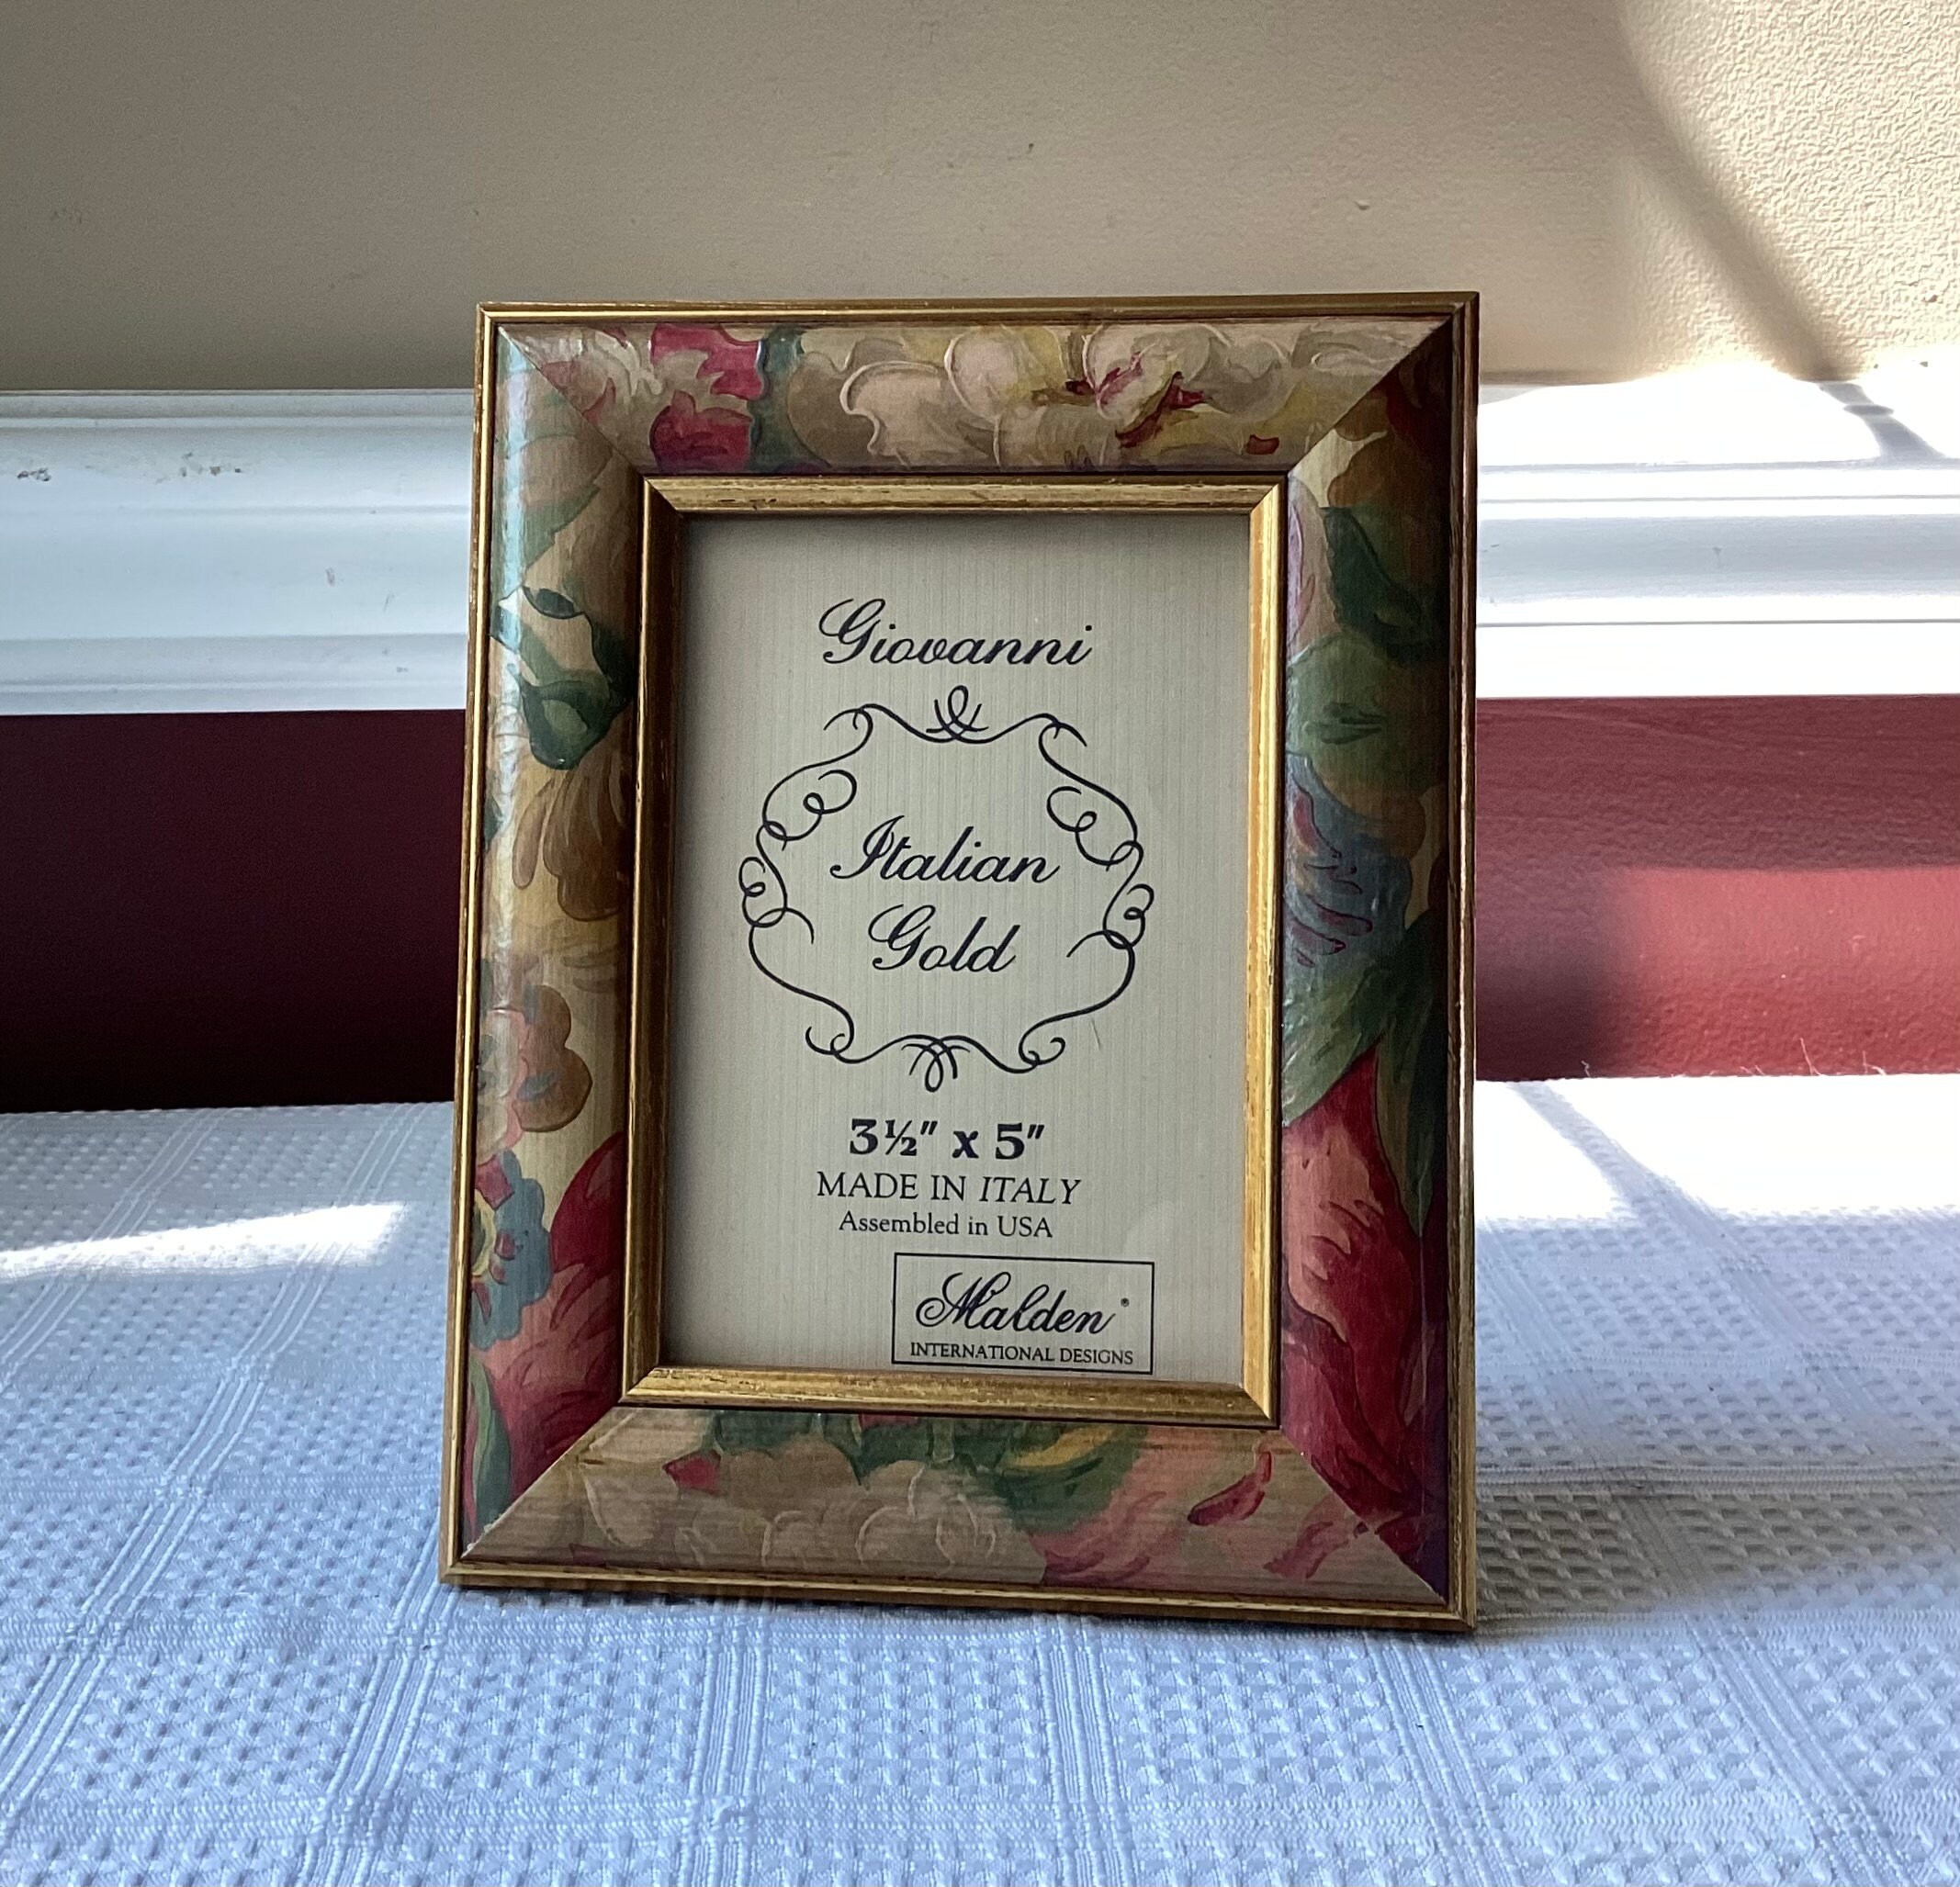 Giovanni
Italian
Gold
3½" x 5"
MADE IN ITALY
Assembled in USA
Malden®
INTERNATIONAL DESIGNS